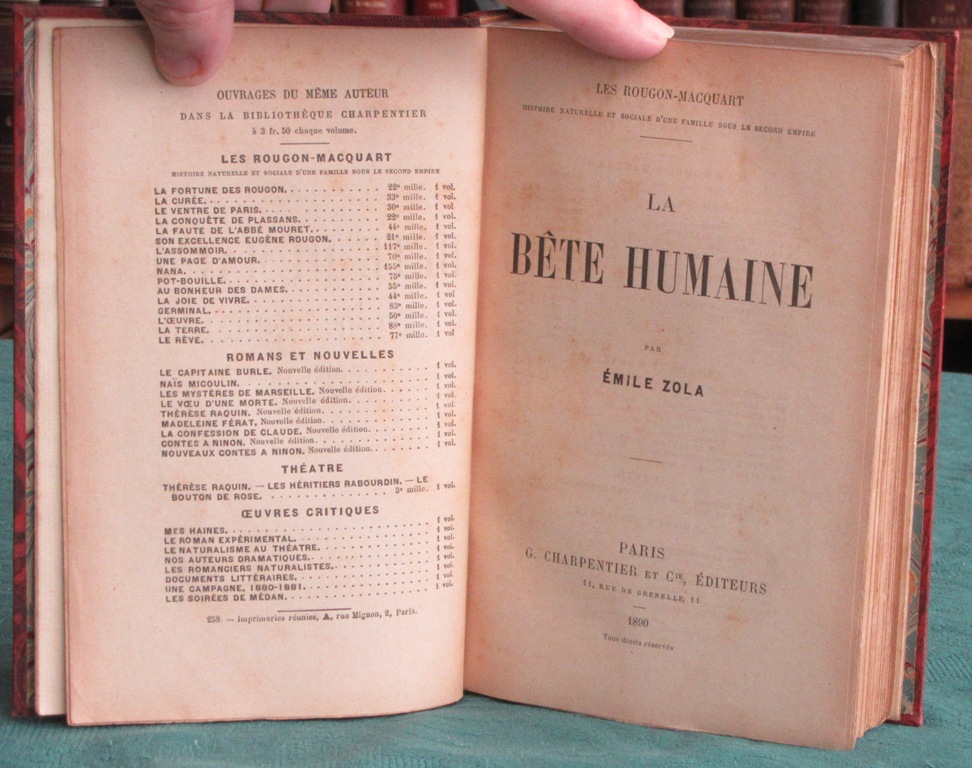 OUVRAGES DU MÊME AUTEUR
DANS LA BIBLIOTHÈQUE CHARPENTIER
à 3 fr. 50 chaque volume.
LES ROUGON-MACQUART
HISTOIRE NATURELLE ET SOCIALE D'UNE FAMILLE SOUS LE SECOND EMPIRE
LA FORTUNE DES ROUGON. 22e mille. 1 vol.
LA CURÉE. 33e mille. 1 vol.
LE VENTRE DE PARIS. 30e mille. 1 vol.
LA CONQUÊTE DE PLASSANS. 22e mille. 1 vol.
LA FAUTE DE L'ABBÉ MOURET. 44e mille. 1 vol.
SON EXCELLENCE EUGÈNE ROUGON. 21e mille. 1 vol.
L'ASSOMMOIR. 117e mille. 1 vol.
UNE PAGE D'AMOUR. 70e mille. 1 vol.
NANA. 155e mille. 1 vol.
POT-BOUILLE. 75e mille. 1 vol.
AU BONHEUR DES DAMES. 55e mille. 1 vol.
LA JOIE DE VIVRE. 44e mille. 1 vol.
GERMINAL. 83e mille. 1 vol.
L'ŒUVRE. 50e mille. 1 vol.
LA TERRE. 88e mille. 1 vol
LE RÊVE. 77e mille. 1 vol.
ROMANS ET NOUVELLES
LE CAPITAINE BURLE. Nouvelle édition. 1 vol.
NAÏS MICOULIN. 1 vol.
LES MYSTÈRES DE MARSEILLE. Nouvelle édition. 1 vol.
LE VŒU D'UNE MORTE. Nouvelle édition. 1 vol.
THÉRÈSE RAQUIN. Nouvelle édition. 1 vol.
MADELEINE FÉRAT. Nouvelle édition. 1 vol.
LA CONFESSION DE CLAUDE. Nouvelle édition. 1 vol.
CONTES A NINON. Nouvelle édition. 1 vol.
NOUVEAUX CONTES A NINON. Nouvelle édition. 1 vol.
THÉATRE
THÉRÈSE RAQUIN. — LES HÉRITIERS RABOURDIN. — LE
BOUTON DE ROSE. 3e mille. 1 vol.
ŒUVRES CRITIQUES
MES HAINES. 1 vol.
LE ROMAN EXPÉRIMENTAL. 1 vol.
LE NATURALISME AU THÉATRE. 1 vol.
NOS AUTEURS DRAMATIQUES. 1 vol.
LES ROMANCIERS NATURALISTES. 1 vol.
DOCUMENTS LITTÉRAIRES. 1 vol.
UNE CAMPAGNE, 1880-1881. 1 vol.
LES SOIRÉES DE MÉDAN. 1 vol.
258. — Imprimeries réunies, A, rue Mignon, 2, Paris.
LES ROUGON-MACQUART
HISTOIRE NATURELLE ET SOCIALE D'UNE FAMILLE SOUS LE SECOND EMPIRE
LA
BÊTE HUMAINE
PAR
ÉMILE ZOLA
PARIS
G. CHARPENTIER ET Cie, ÉDITEURS
11, RUE DE GRENELLE, 11
1890
Tous droits réservés